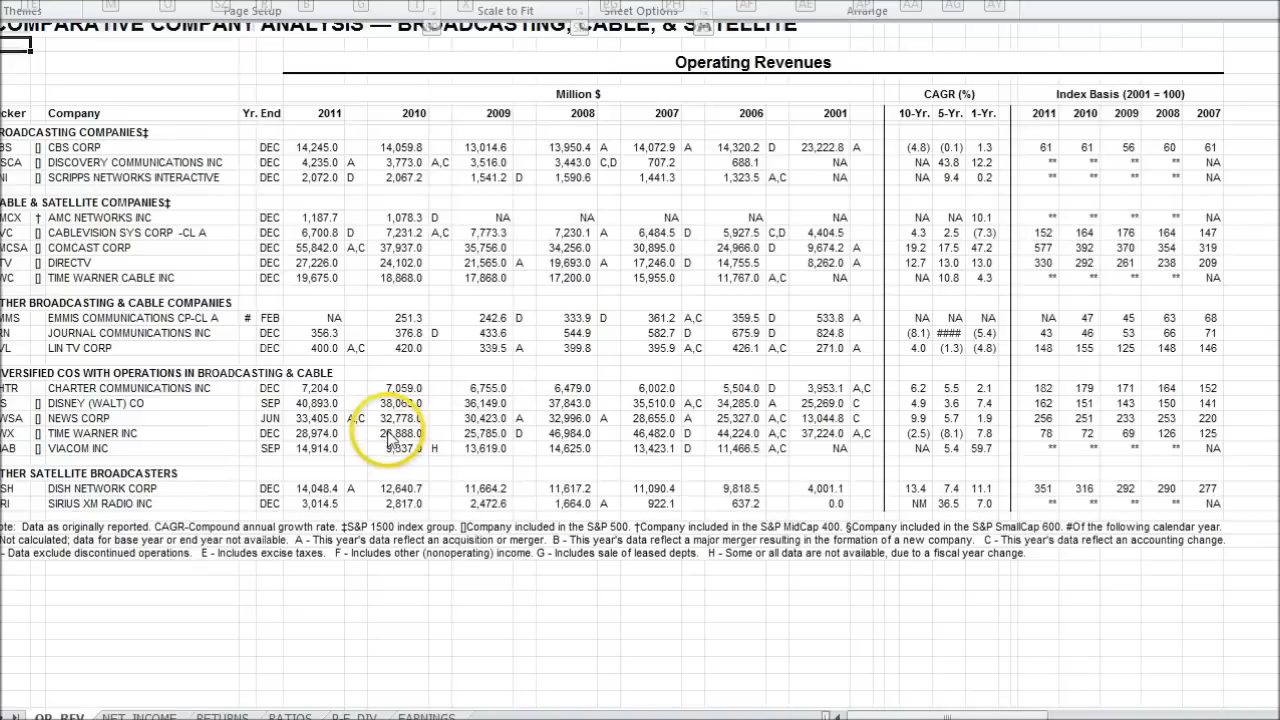 Themes Page Setup Scale to Fit Sheet Options Arrange
COMPARATIVE COMPANY ANALYSIS — BROADCASTING, CABLE, & SATELLITE
Operating Revenues
Million $ CAGR (%) Index Basis (2001 = 100)
cker Company Yr. End 2011 2010 2009 2008 2007 2006 2001 10-Yr. 5-Yr. 1-Yr. 2011 2010 2009 2008 2007
ROADCASTING COMPANIES‡
BS [] CBS CORP DEC 14,245.0 14,059.8 13,014.6 13,950.4 A 14,072.9 A 14,320.2 D 23,222.8 A (4.8) (0.1) 1.3 61 61 56 60 61
SCA [] DISCOVERY COMMUNICATIONS INC DEC 4,235.0 A 3,773.0 A,C 3,516.0 3,443.0 C,D 707.2 688.1 NA NA 43.8 12.2 ** ** ** ** NA
NI [] SCRIPPS NETWORKS INTERACTIVE DEC 2,072.0 D 2,067.2 1,541.2 D 1,590.6 1,441.3 1,323.5 A,C NA NA 9.4 0.2 ** ** ** ** NA
ABLE & SATELLITE COMPANIES‡
MCX † AMC NETWORKS INC DEC 1,187.7 1,078.3 D NA NA NA NA NA NA NA 10.1 ** ** ** ** NA
VC [] CABLEVISION SYS CORP -CL A DEC 6,700.8 D 7,231.2 A,C 7,773.3 7,230.1 A 6,484.5 D 5,927.5 C,D 4,404.5 4.3 2.5 (7.3) 152 164 176 164 147
MCSA [] COMCAST CORP DEC 55,842.0 A,C 37,937.0 35,756.0 34,256.0 30,895.0 24,966.0 D 9,674.2 A 19.2 17.5 47.2 577 392 370 354 319
TV [] DIRECTV DEC 27,226.0 24,102.0 21,565.0 A 19,693.0 A 17,246.0 D 14,755.5 8,262.0 A 12.7 13.0 13.0 330 292 261 238 209
WC [] TIME WARNER CABLE INC DEC 19,675.0 18,868.0 17,868.0 17,200.0 15,955.0 11,767.0 A,C NA NA 10.8 4.3 ** ** ** ** NA
THER BROADCASTING & CABLE COMPANIES
MMS EMMIS COMMUNICATIONS CP-CL A # FEB NA 251.3 242.6 D 333.9 D 361.2 A,C 359.5 D 533.8 A NA NA NA NA 47 45 63 68
RN JOURNAL COMMUNICATIONS INC DEC 356.3 376.8 D 433.6 544.9 582.7 D 675.9 D 824.8 (8.1) #### (5.4) 43 46 53 66 71
VL LIN TV CORP DEC 400.0 A,C 420.0 339.5 A 399.8 395.9 A,C 426.1 A,C 271.0 A 4.0 (1.3) (4.8) 148 155 125 148 146
VERSIFIED COS WITH OPERATIONS IN BROADCASTING & CABLE
HTR CHARTER COMMUNICATIONS INC DEC 7,204.0 7,059.0 6,755.0 6,479.0 6,002.0 5,504.0 D 3,953.1 A,C 6.2 5.5 2.1 182 179 171 164 152
S [] DISNEY (WALT) CO SEP 40,893.0 38,063.0 36,149.0 37,843.0 35,510.0 A,C 34,285.0 A 25,269.0 C 4.9 3.6 7.4 162 151 143 150 141
WSA [] NEWS CORP JUN 33,405.0 A,C 32,778.0 30,423.0 A 32,996.0 A 28,655.0 A 25,327.0 A,C 13,044.8 C 9.9 5.7 1.9 256 251 233 253 220
WX [] TIME WARNER INC DEC 28,974.0 26,888.0 25,785.0 D 46,984.0 46,482.0 D 44,224.0 A,C 37,224.0 A,C (2.5) (8.1) 7.8 78 72 69 126 125
IAB [] VIACOM INC SEP 14,914.0 9,337.0 H 13,619.0 14,625.0 13,423.1 D 11,466.5 A,C NA NA 5.4 59.7 ** ** ** ** NA
THER SATELLITE BROADCASTERS
SH DISH NETWORK CORP DEC 14,048.4 A 12,640.7 11,664.2 11,617.2 11,090.4 9,818.5 4,001.1 13.4 7.4 11.1 351 316 292 290 277
RI SIRIUS XM RADIO INC DEC 3,014.5 2,817.0 2,472.6 1,664.0 A 922.1 637.2 0.0 NM 36.5 7.0 ** ** ** ** NA
ote: Data as originally reported. CAGR-Compound annual growth rate. ‡S&P 1500 index group. []Company included in the S&P 500. †Company included in the S&P MidCap 400. §Company included in the S&P SmallCap 600. #Of the following calendar year.
Not calculated; data for base year or end year not available. A - This year's data reflect an acquisition or merger. B - This year's data reflect a major merger resulting in the formation of a new company. C - This year's data reflect an accounting change.
- Data exclude discontinued operations. E - Includes excise taxes. F - Includes other (nonoperating) income. G - Includes sale of leased depts. H - Some or all data are not available, due to a fiscal year change.
OP REV NET INCOME RETURNS RATIOS P-E DIV EARNINGS